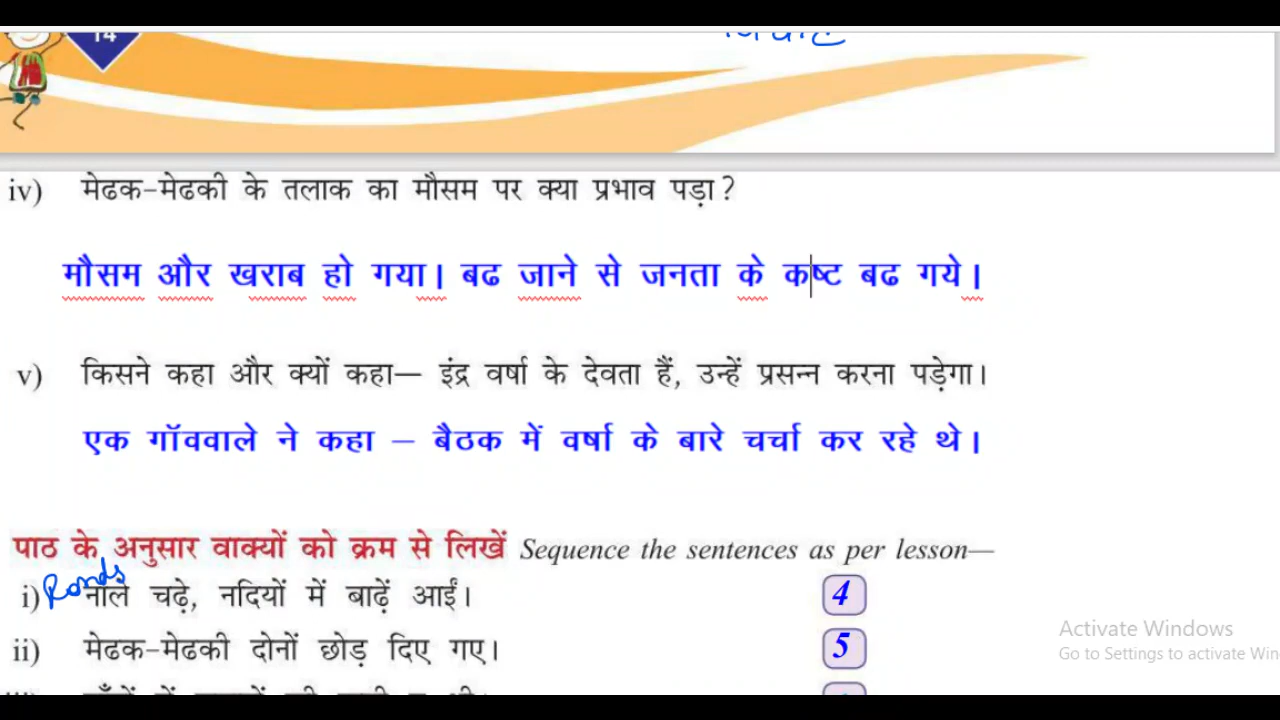 14
iv) मेढक-मेढकी के तलाक का मौसम पर क्या प्रभाव पड़ा?
मौसम और खराब हो गया। बढ जाने से जनता के कष्ट बढ गये।
v) किसने कहा और क्यों कहा— इंद्र वर्षा के देवता हैं, उन्हें प्रसन्न करना पड़ेगा।
एक गॉववाले ने कहा – बैठक में वर्षा के बारे चर्चा कर रहे थे।
पाठ के अनुसार वाक्यों को क्रम से लिखें Sequence the sentences as per lesson—
Ponds
i) नाले चढ़े, नदियों में बाढ़ें आईं। 4
ii) मेढक-मेढकी दोनों छोड़ दिए गए। 5
Activate Windows
Go to Settings to activate Win